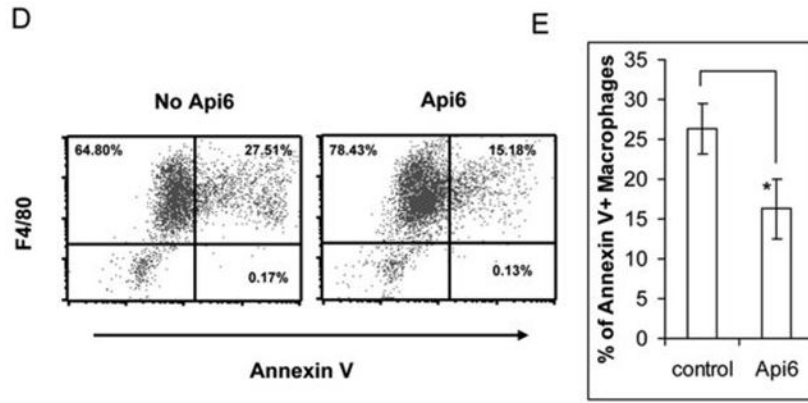 D
No Api6
Api6
64.80%
27.51%
78.43%
15.18%
0.17%
0.13%
F4/80
Annexin V
E
% of Annexin V+ Macrophages
35
30
25
20
15
10
5
0
*
control
Api6